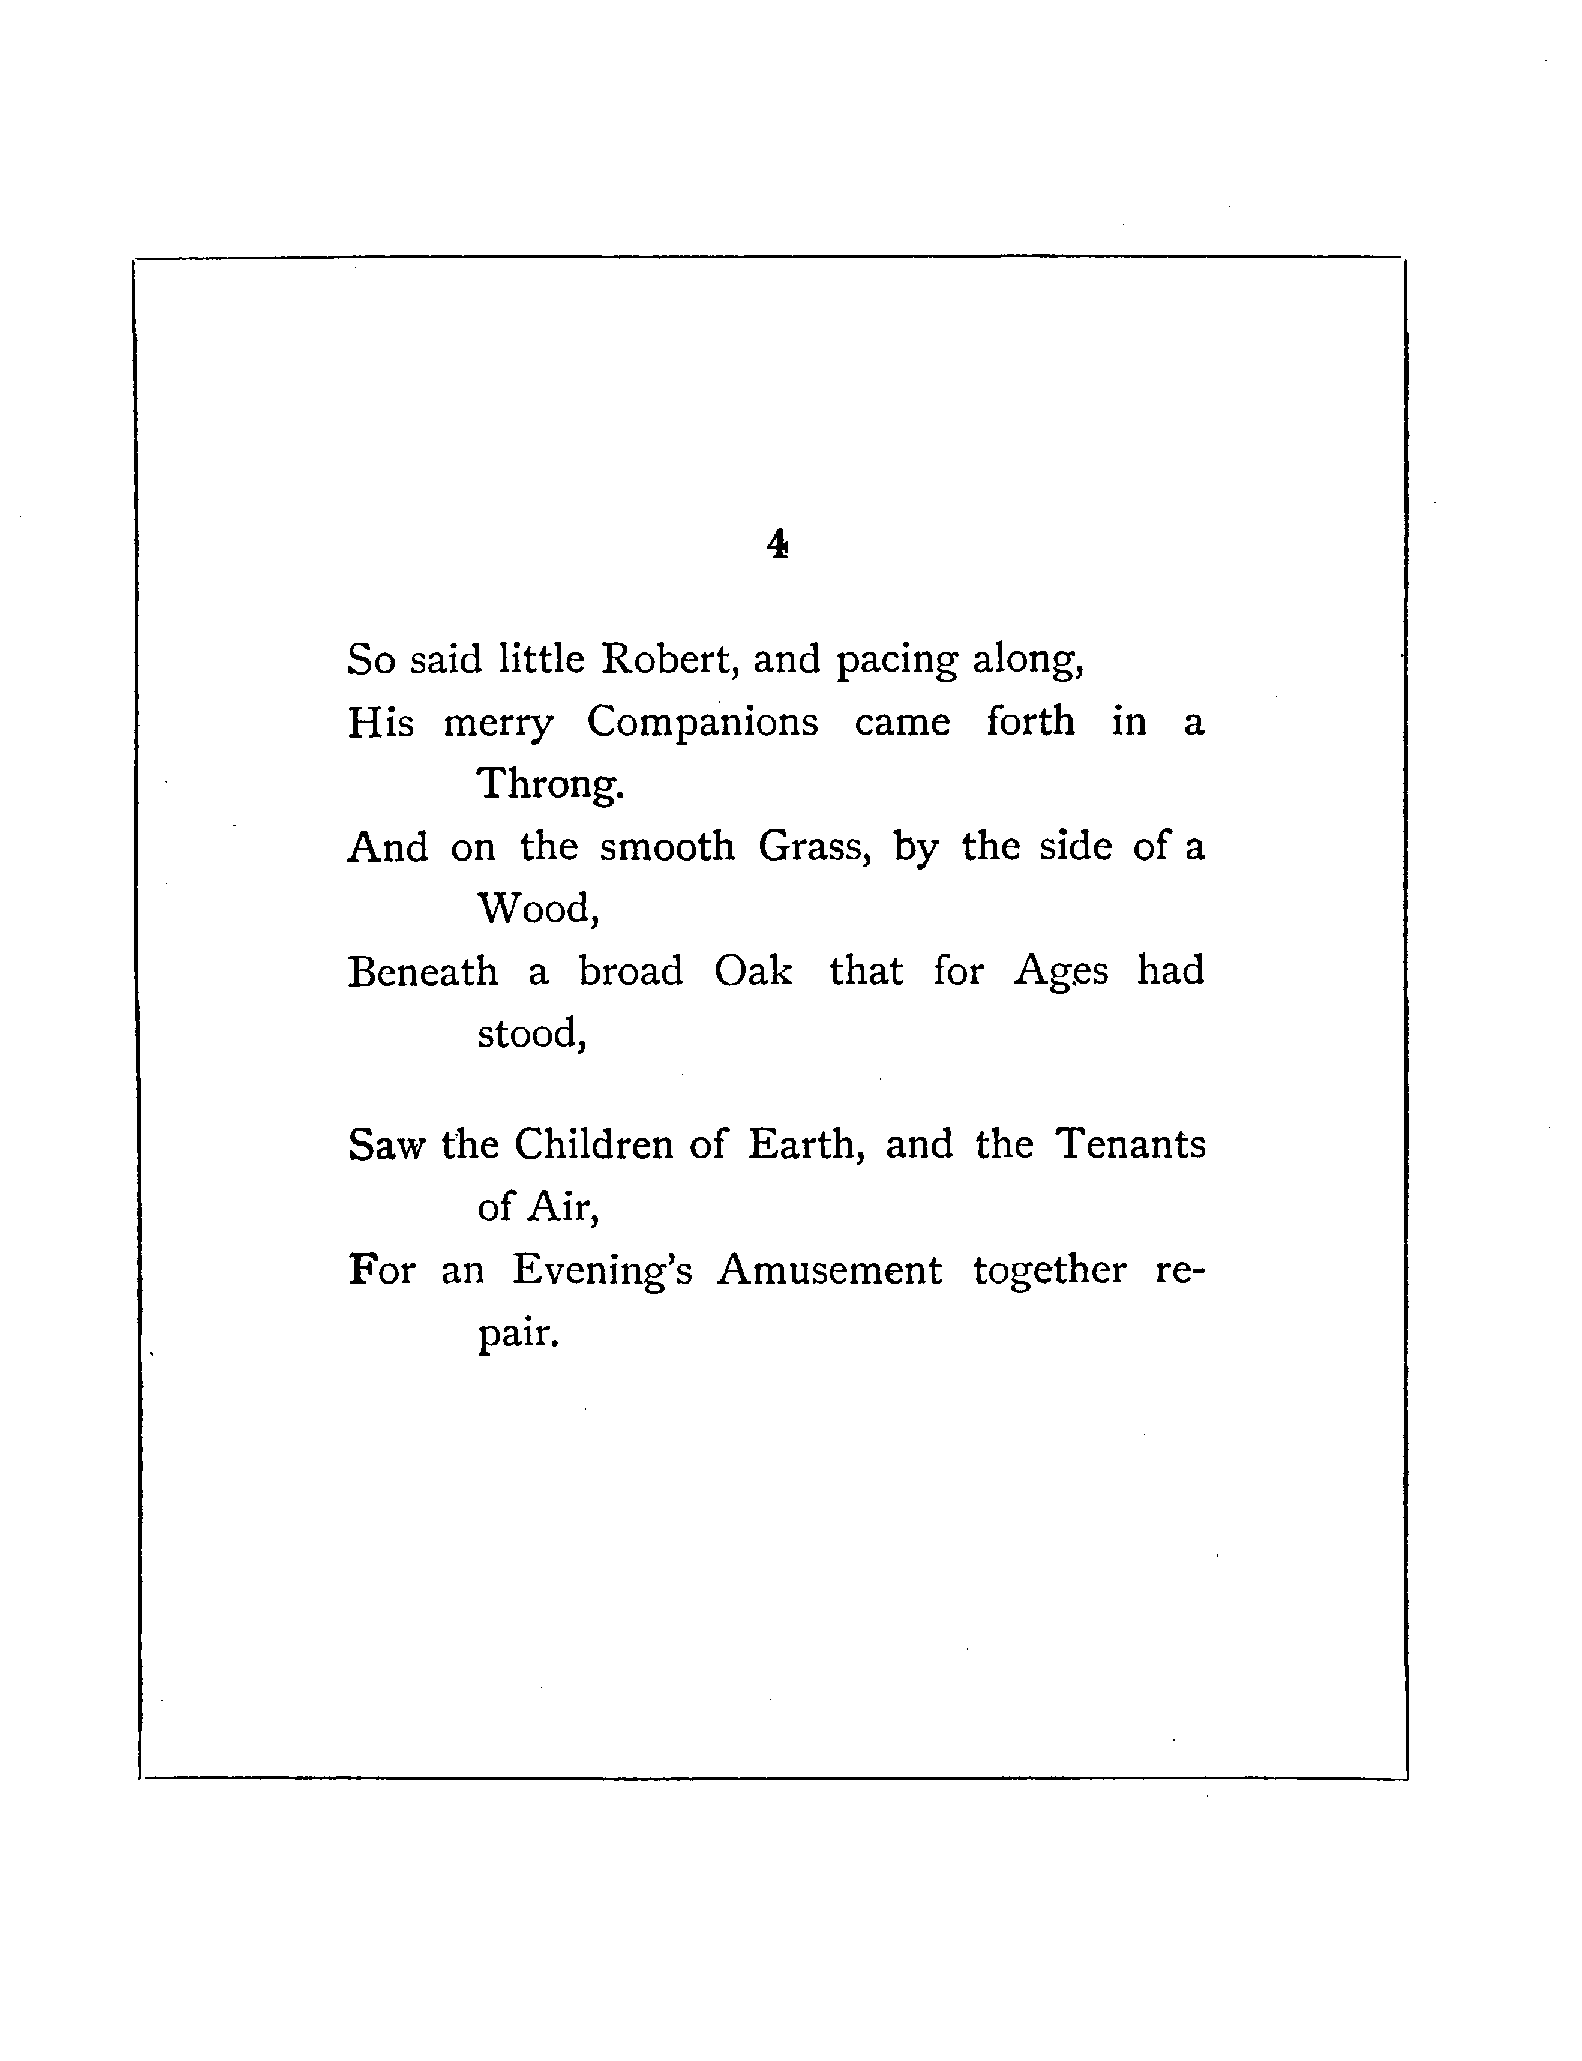 4
So said little Robert, and pacing along,
His merry Companions came forth in a
Throng.
And on the smooth Grass, by the side of a
Wood,
Beneath a broad Oak that for Ages had
stood,
Saw the Children of Earth, and the Tenants
of Air,
For an Evening's Amusement together re-
pair.